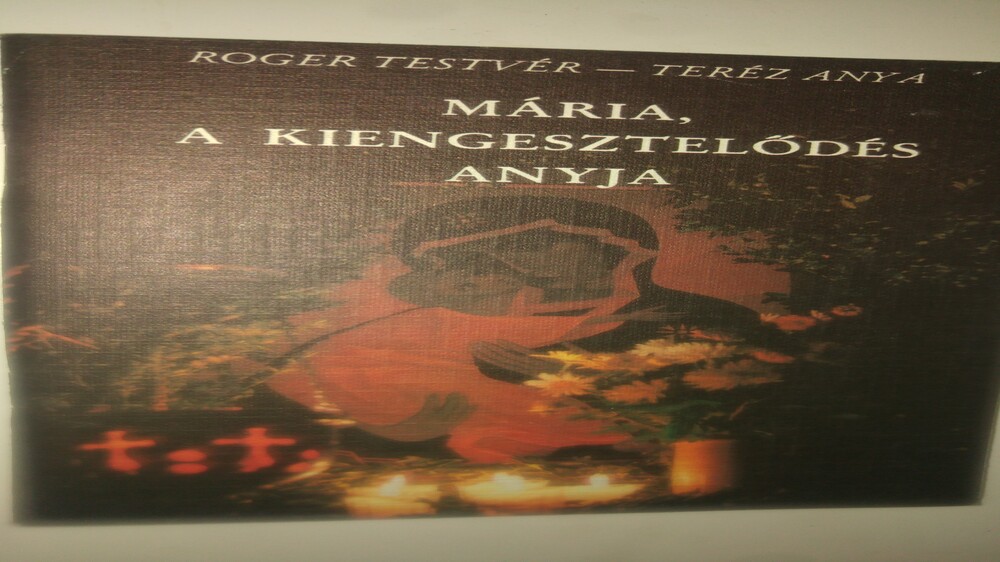 ROGER TESTVÉR — TERÉZ ANYA
MÁRIA,
A KIENGESZTELŐDÉS
ANYJA
t. t.